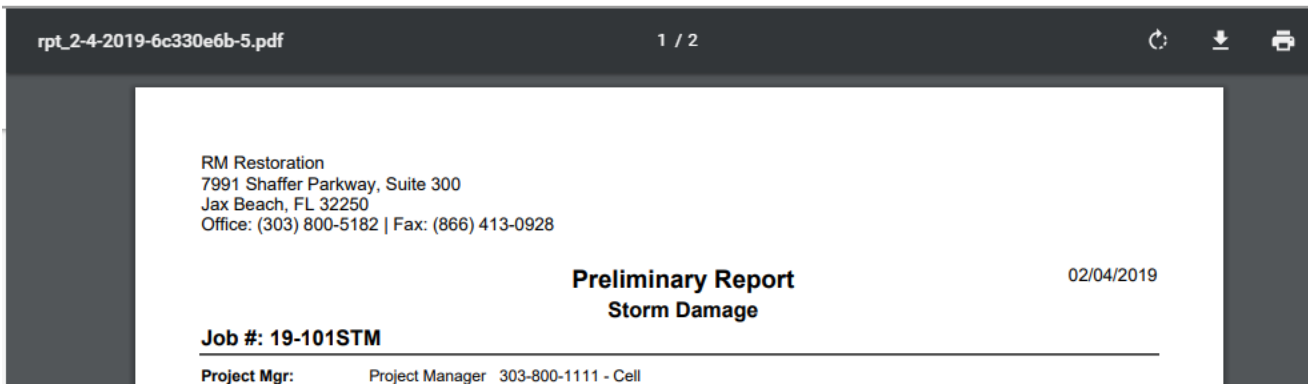 rpt_2-4-2019-6c330e6b-5.pdf 1 / 2
RM Restoration
7991 Shaffer Parkway, Suite 300
Jax Beach, FL 32250
Office: (303) 800-5182 | Fax: (866) 413-0928
Preliminary Report 02/04/2019
Storm Damage
Job #: 19-101STM
Project Mgr: Project Manager 303-800-1111 - Cell